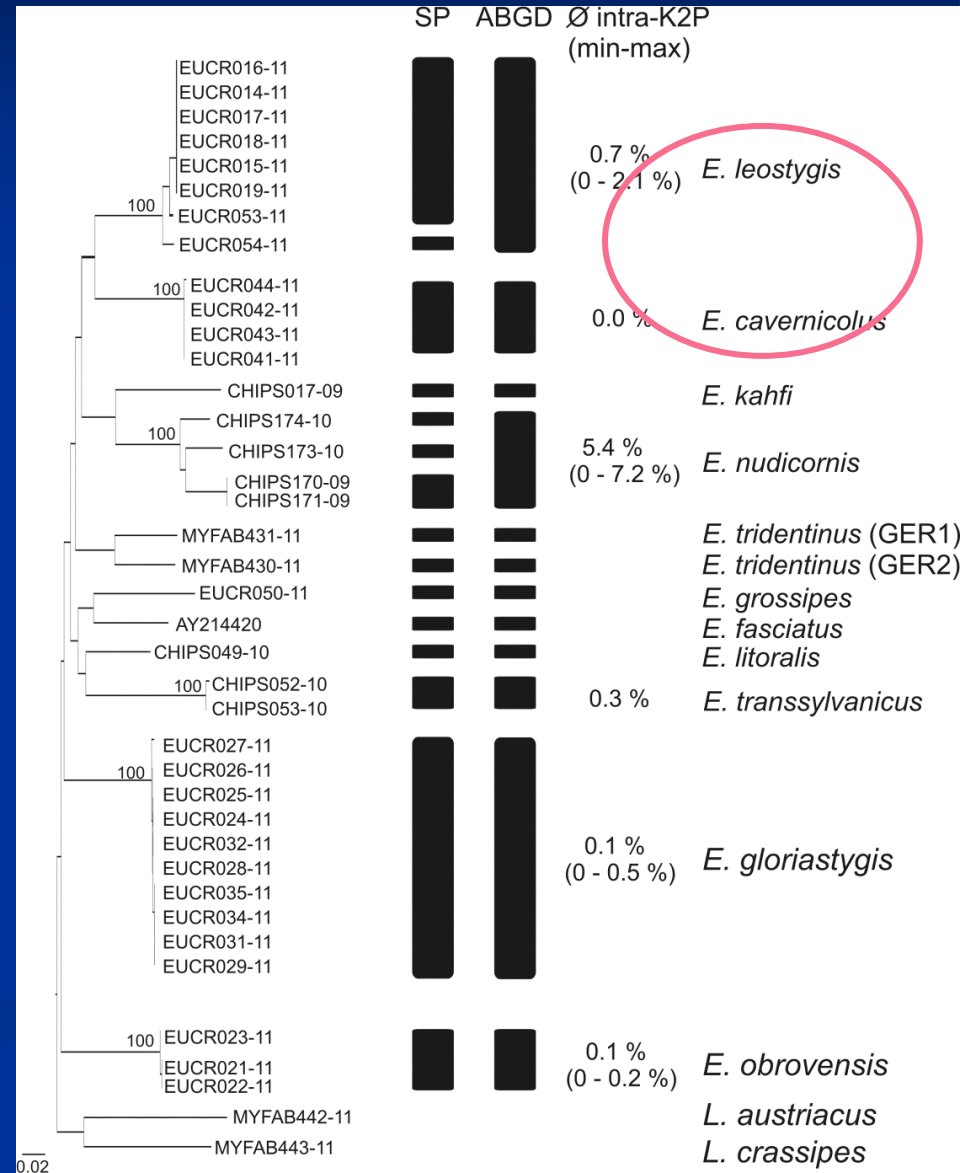 SP ABGD Ø intra-K2P
(min-max)
EUCR016-11
EUCR014-11
EUCR017-11
EUCR018-11
EUCR015-11
EUCR019-11
EUCR053-11
EUCR054-11
100
0.7 %
(0 - 2.1 %)
E. leostygis
EUCR044-11
EUCR042-11
EUCR043-11
EUCR041-11
100
0.0 %
E. cavernicolus
CHIPS017-09
E. kahfi
CHIPS174-10
CHIPS173-10
CHIPS170-09
CHIPS171-09
100
5.4 %
(0 - 7.2 %)
E. nudicornis
MYFAB431-11
E. tridentinus (GER1)
MYFAB430-11
E. tridentinus (GER2)
EUCR050-11
E. grossipes
AY214420
E. fasciatus
CHIPS049-10
E. litoralis
100
CHIPS052-10
CHIPS053-10
0.3 %
E. transsylvanicus
EUCR027-11
EUCR026-11
EUCR025-11
EUCR024-11
EUCR032-11
EUCR028-11
EUCR035-11
EUCR034-11
EUCR031-11
EUCR029-11
100
0.1 %
(0 - 0.5 %)
E. gloriastygis
100
EUCR023-11
EUCR021-11
EUCR022-11
0.1 %
(0 - 0.2 %)
E. obrovensis
MYFAB442-11
L. austriacus
MYFAB443-11
L. crassipes
0.02